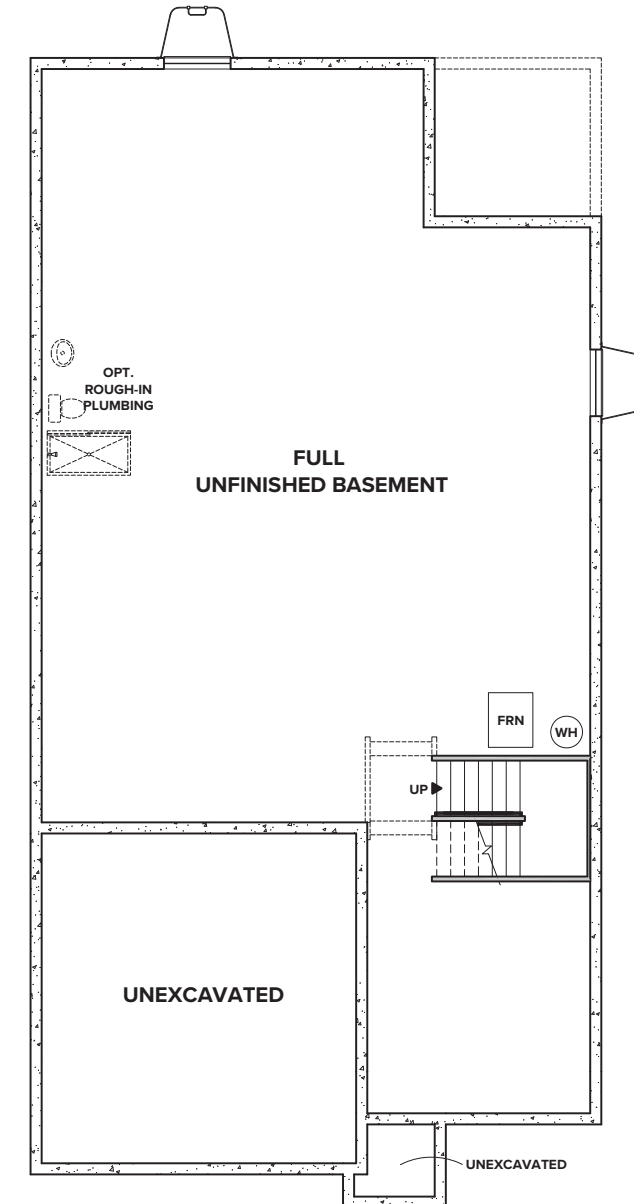 OPT.
ROUGH-IN
PLUMBING
FULL
UNFINISHED BASEMENT
FRN
WH
UP
UNEXCAVATED
UNEXCAVATED